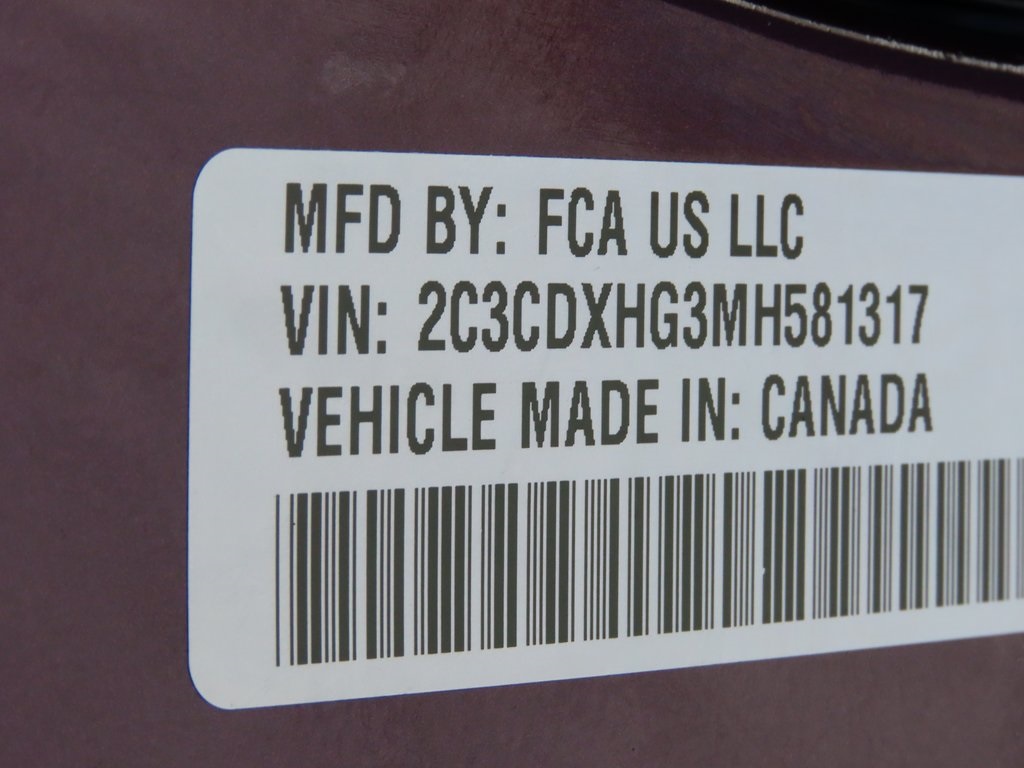 MFD BY: FCA US LLC
VIN: 2C3CDXHG3MH581317
VEHICLE MADE IN: CANADA